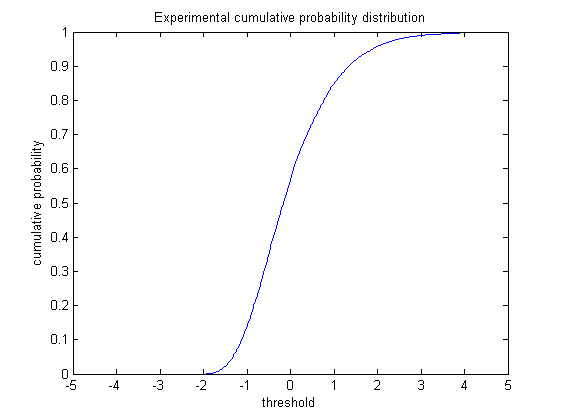 Experimental cumulative probability distribution
1
0.9
0.8
0.7
0.6
0.5
0.4
0.3
0.2
0.1
0
cumulative probability
-5 -4 -3 -2 -1 0 1 2 3 4 5
threshold